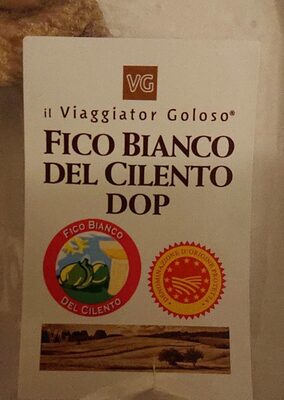 VG
il Viaggiator Goloso®
FICO BIANCO
DEL CILENTO
DOP
FICO BIANCO
DEL CILENTO
DENOMINAZIONE D'ORIGINE PROTETTA